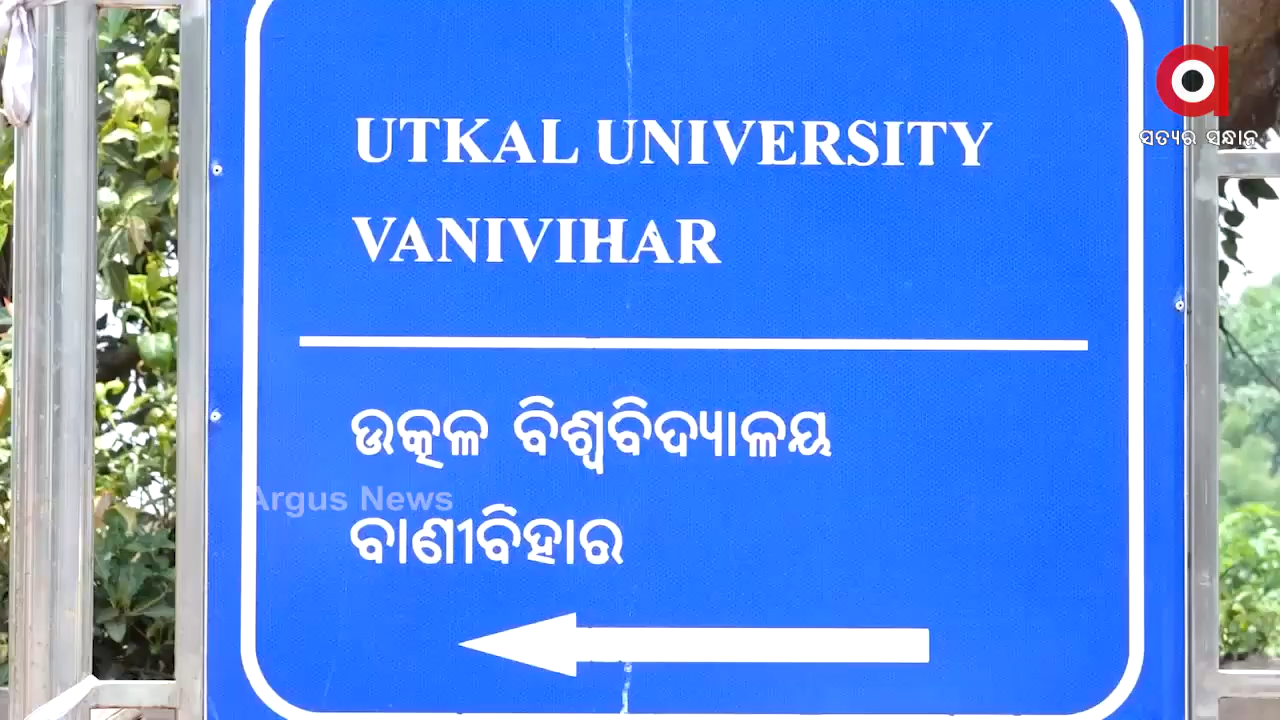 UTKAL UNIVERSITY
VANIVIHAR
ଉତ୍କଳ ବିଶ୍ୱବିଦ୍ୟାଳୟ
ବାଣୀବିହାର
Argus News
a
ସତ୍ୟର ସନ୍ଧାନ